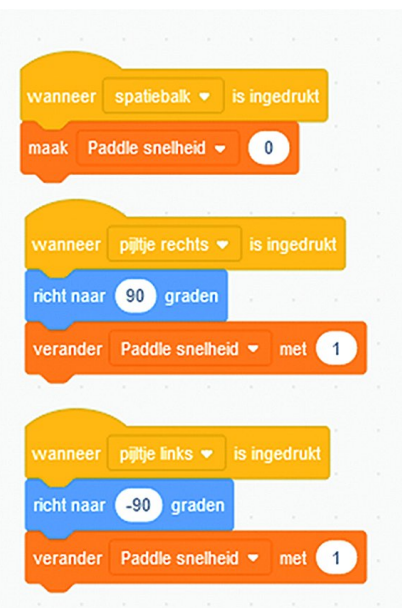 wanneer spatiebalk is ingedrukt
maak Paddle snelheid 0
wanneer pijltje rechts is ingedrukt
richt naar 90 graden
verander Paddle snelheid met 1
wanneer pijltje links is ingedrukt
richt naar -90 graden
verander Paddle snelheid met 1